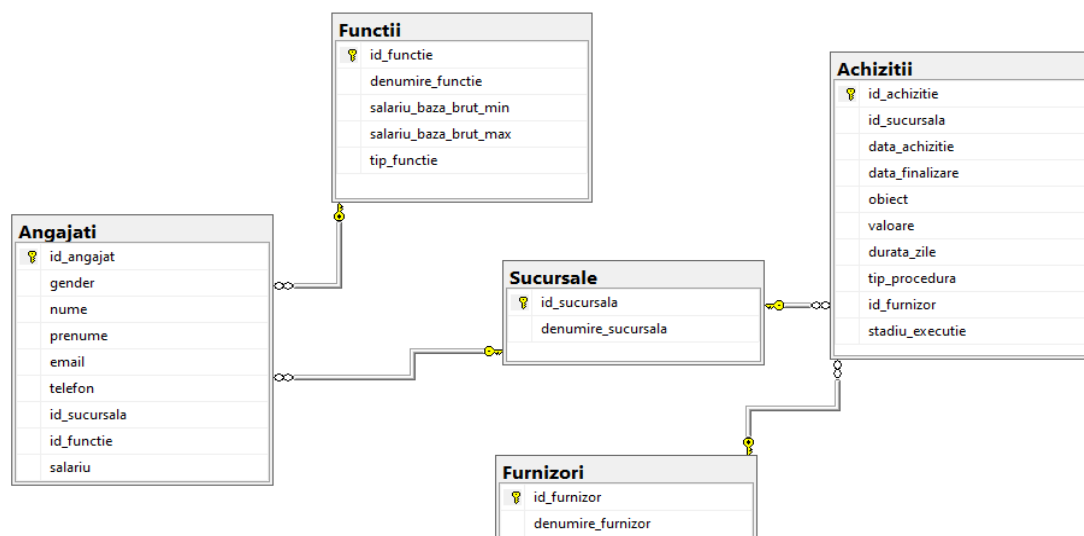 Functii
id_functie
denumire_functie
salariu_baza_brut_min
salariu_baza_brut_max
tip_functie
Achizitii
id_achizitie
id_sucursala
data_achizitie
data_finalizare
obiect
valoare
durata_zile
tip_procedura
id_furnizor
stadiu_executie
Angajati
id_angajat
gender
nume
prenume
email
telefon
id_sucursala
id_functie
salariu
Sucursale
id_sucursala
denumire_sucursala
Furnizori
id_furnizor
denumire_furnizor